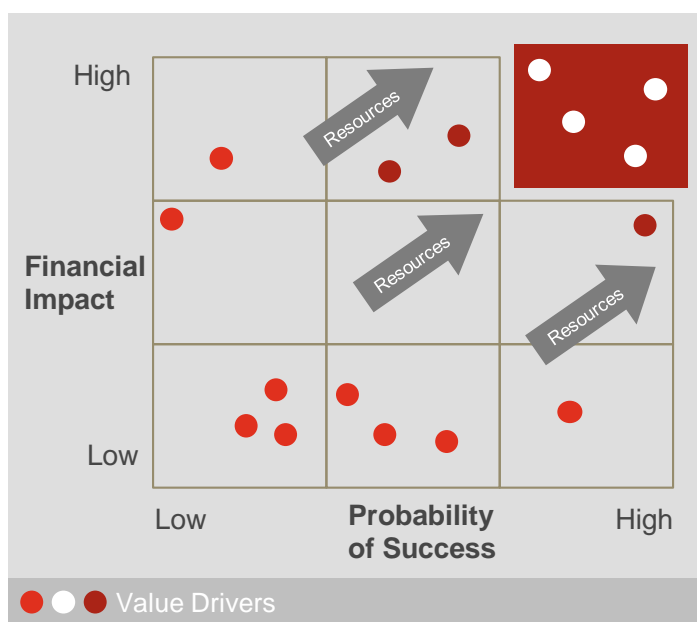 High
Resources
Resources
Financial
Impact
Resources
Low
Low
Probability
of Success
High
Value Drivers